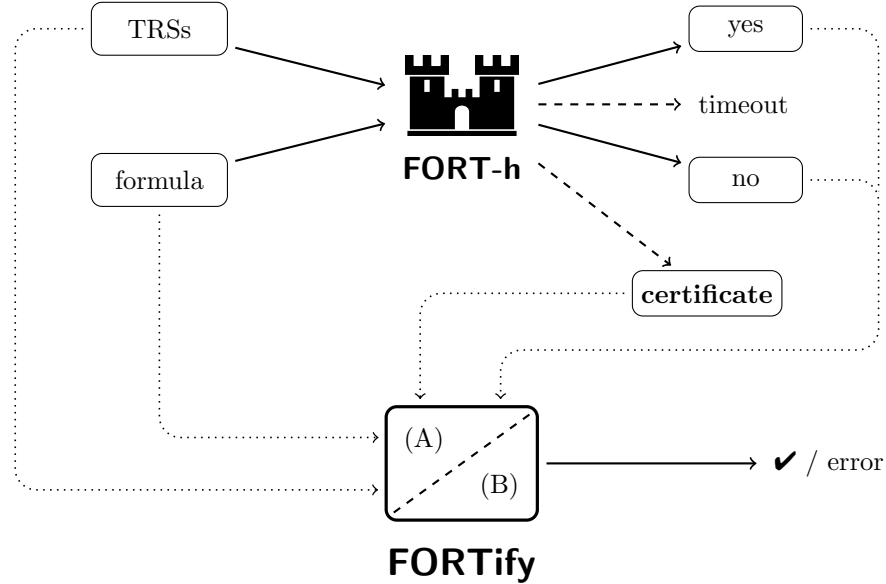 TRSs
yes
timeout
FORT-h
formula
no
certificate
(A)
(B)
✔ / error
FORTify